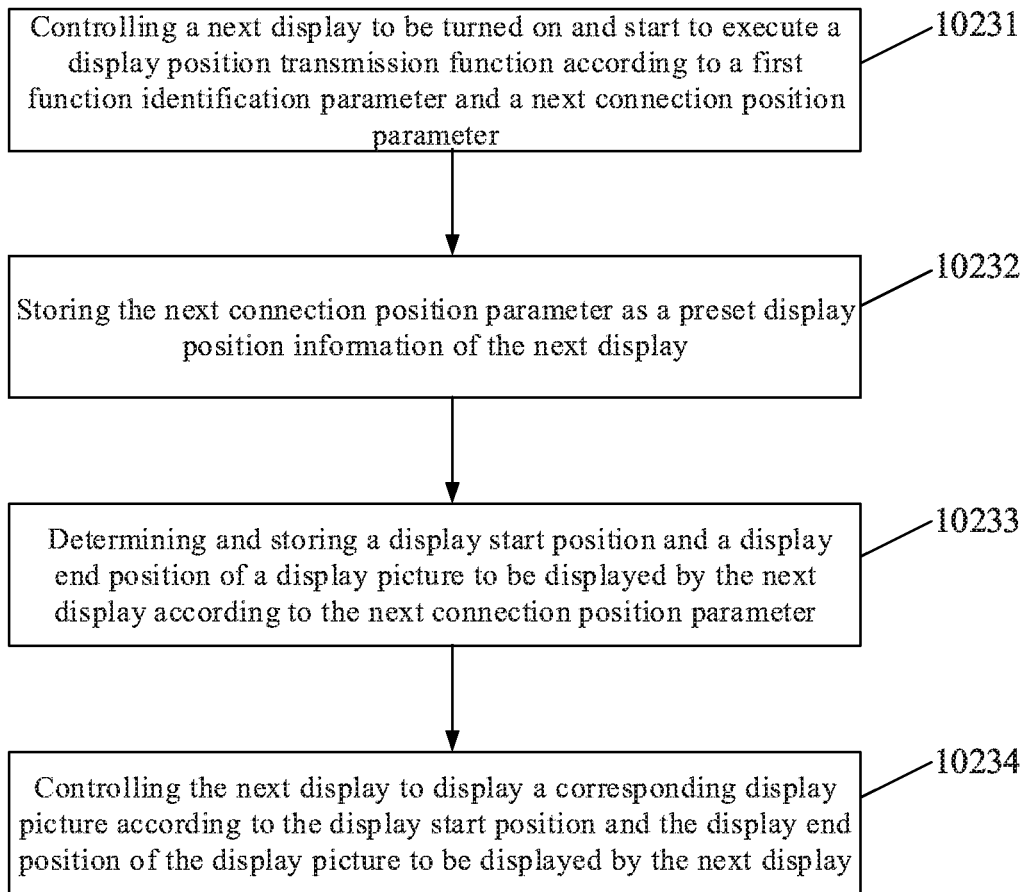 Controlling a next display to be turned on and start to execute a
display position transmission function according to a first
function identification parameter and a next connection position
parameter
10231
Storing the next connection position parameter as a preset display
position information of the next display
10232
Determining and storing a display start position and a display
end position of a display picture to be displayed by the next
display according to the next connection position parameter
10233
Controlling the next display to display a corresponding display
picture according to the display start position and the display end
position of the display picture to be displayed by the next display
10234